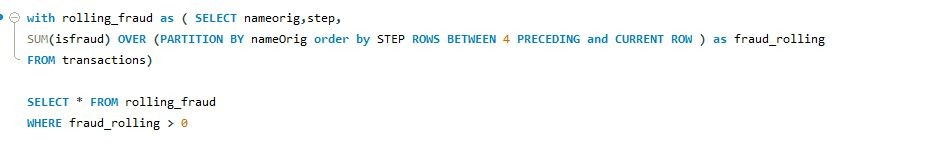 with rolling_fraud as ( SELECT nameorig,step,
SUM(isfraud) OVER (PARTITION BY nameOrig order by STEP ROWS BETWEEN 4 PRECEDING and CURRENT ROW ) as fraud_rolling
FROM transactions)
SELECT * FROM rolling_fraud
WHERE fraud_rolling > 0